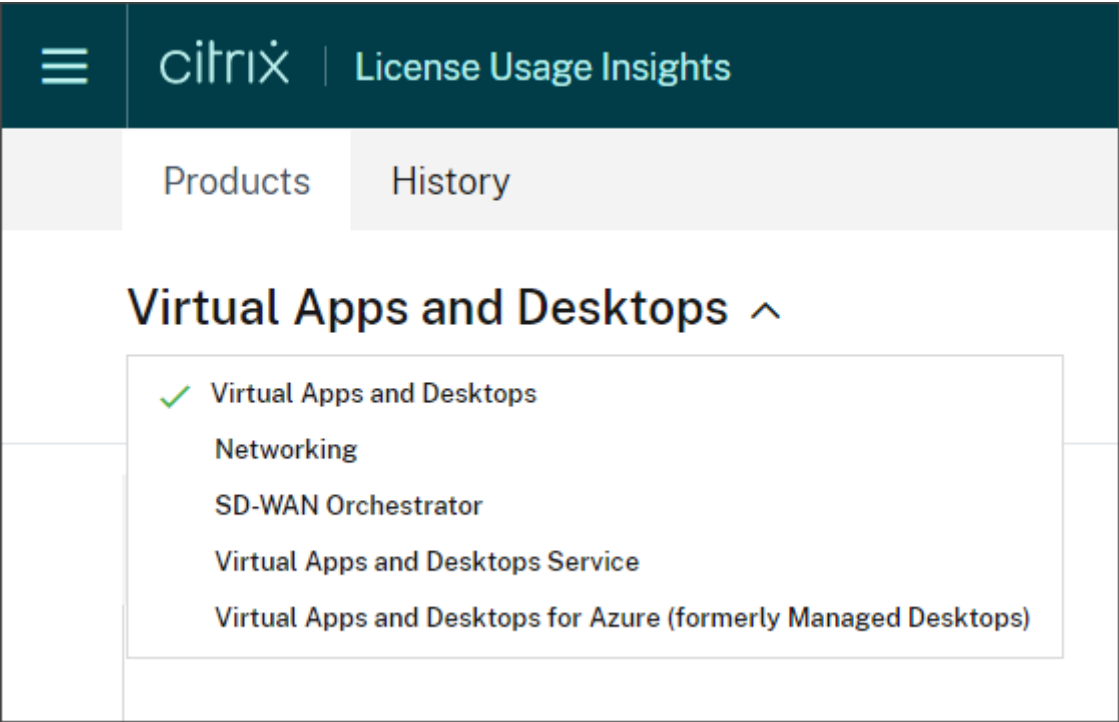 citrix License Usage Insights
Products History
Virtual Apps and Desktops
Virtual Apps and Desktops
Networking
SD-WAN Orchestrator
Virtual Apps and Desktops Service
Virtual Apps and Desktops for Azure (formerly Managed Desktops)